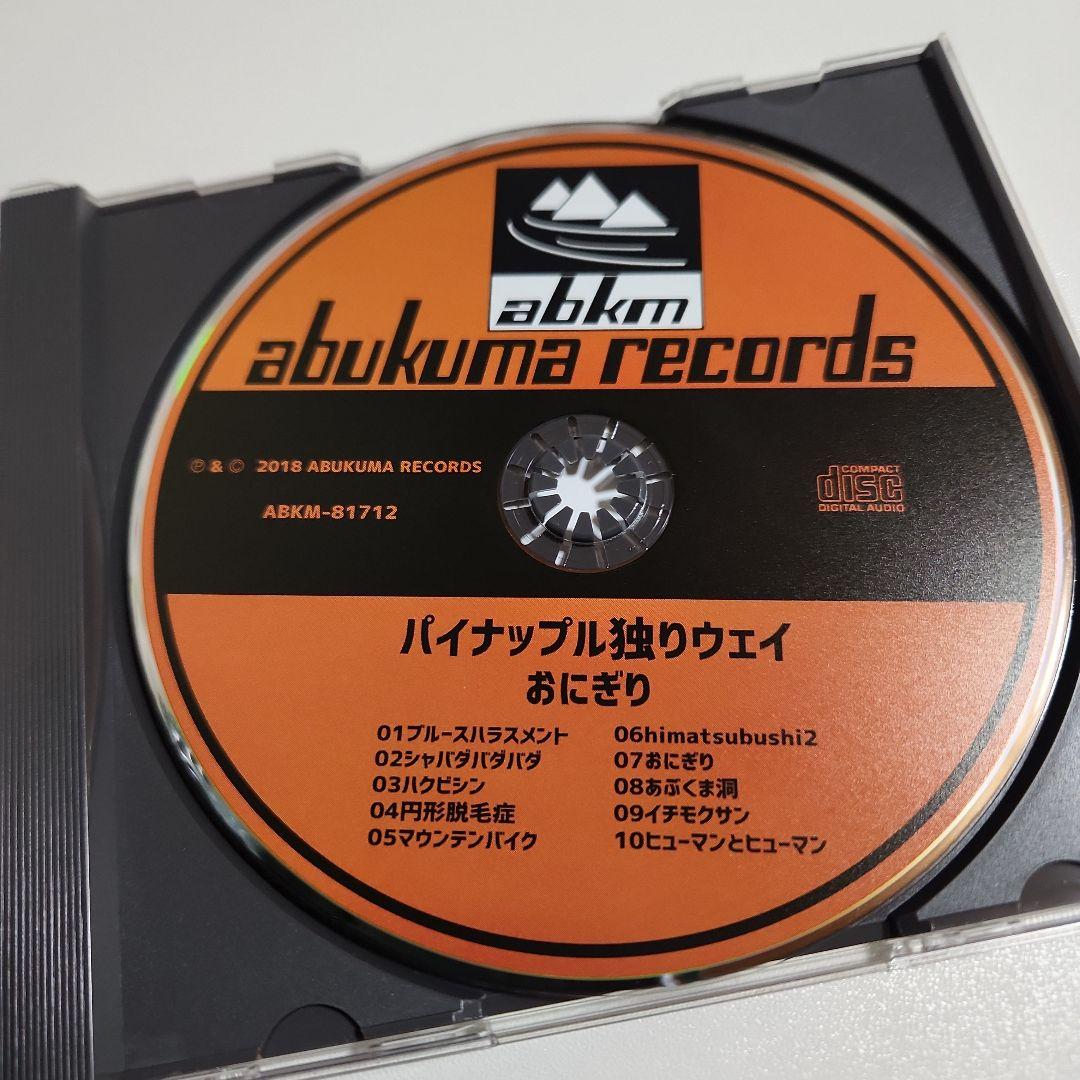 abkm
abukuma records
℗ & © 2018 ABUKUMA RECORDS
ABKM-81712
COMPACT
disc
DIGITAL AUDIO
パイナップル独りウェイ
おにぎり
01ブルースハラスメント
02シャバダバダバダ
03ハクビシン
04円形脱毛症
05マウンテンバイク
06himatsubushi2
07おにぎり
08あぶくま洞
09イチモクサン
10ヒューマンとヒューマン